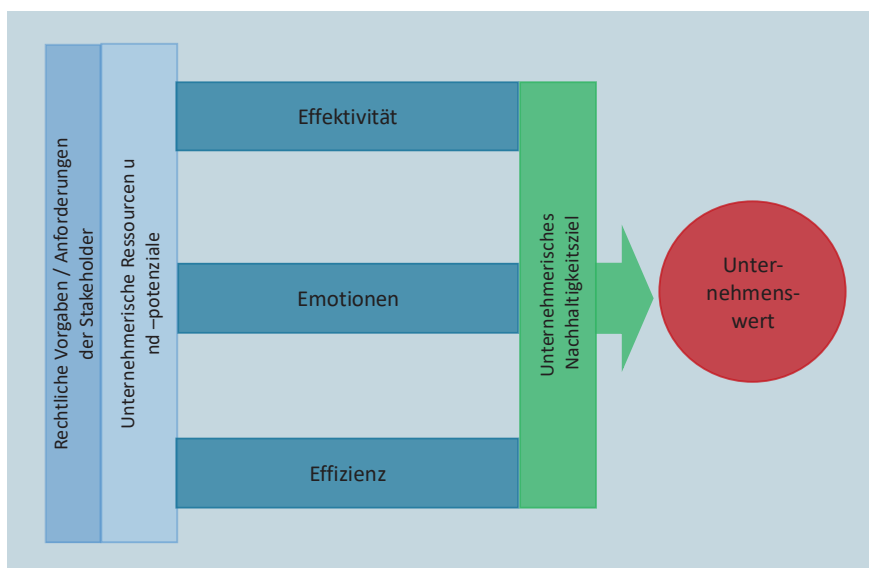 Rechtliche Vorgaben / Anforderungen
der Stakeholder
Unternehmerische Ressourcen u
nd –potenziale
Effektivität
Emotionen
Effizienz
Unternehmerisches
Nachhaltigkeitsziel
Unter-
nehmens-
wert